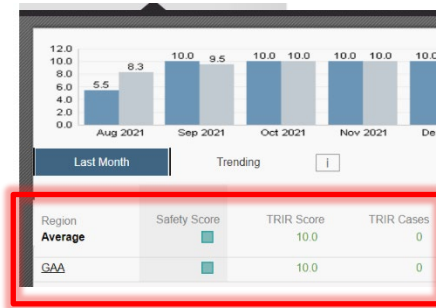 12.0
10.0
8.0
6.0
4.0
2.0
0.0
5.5 8.3 10.0 9.5 10.0 10.0 10.0 10.0 10.0
Aug 2021 Sep 2021 Oct 2021 Nov 2021 De
Last Month Trending i
Region Safety Score TRIR Score TRIR Cases
Average 10.0 0
GAA 10.0 0